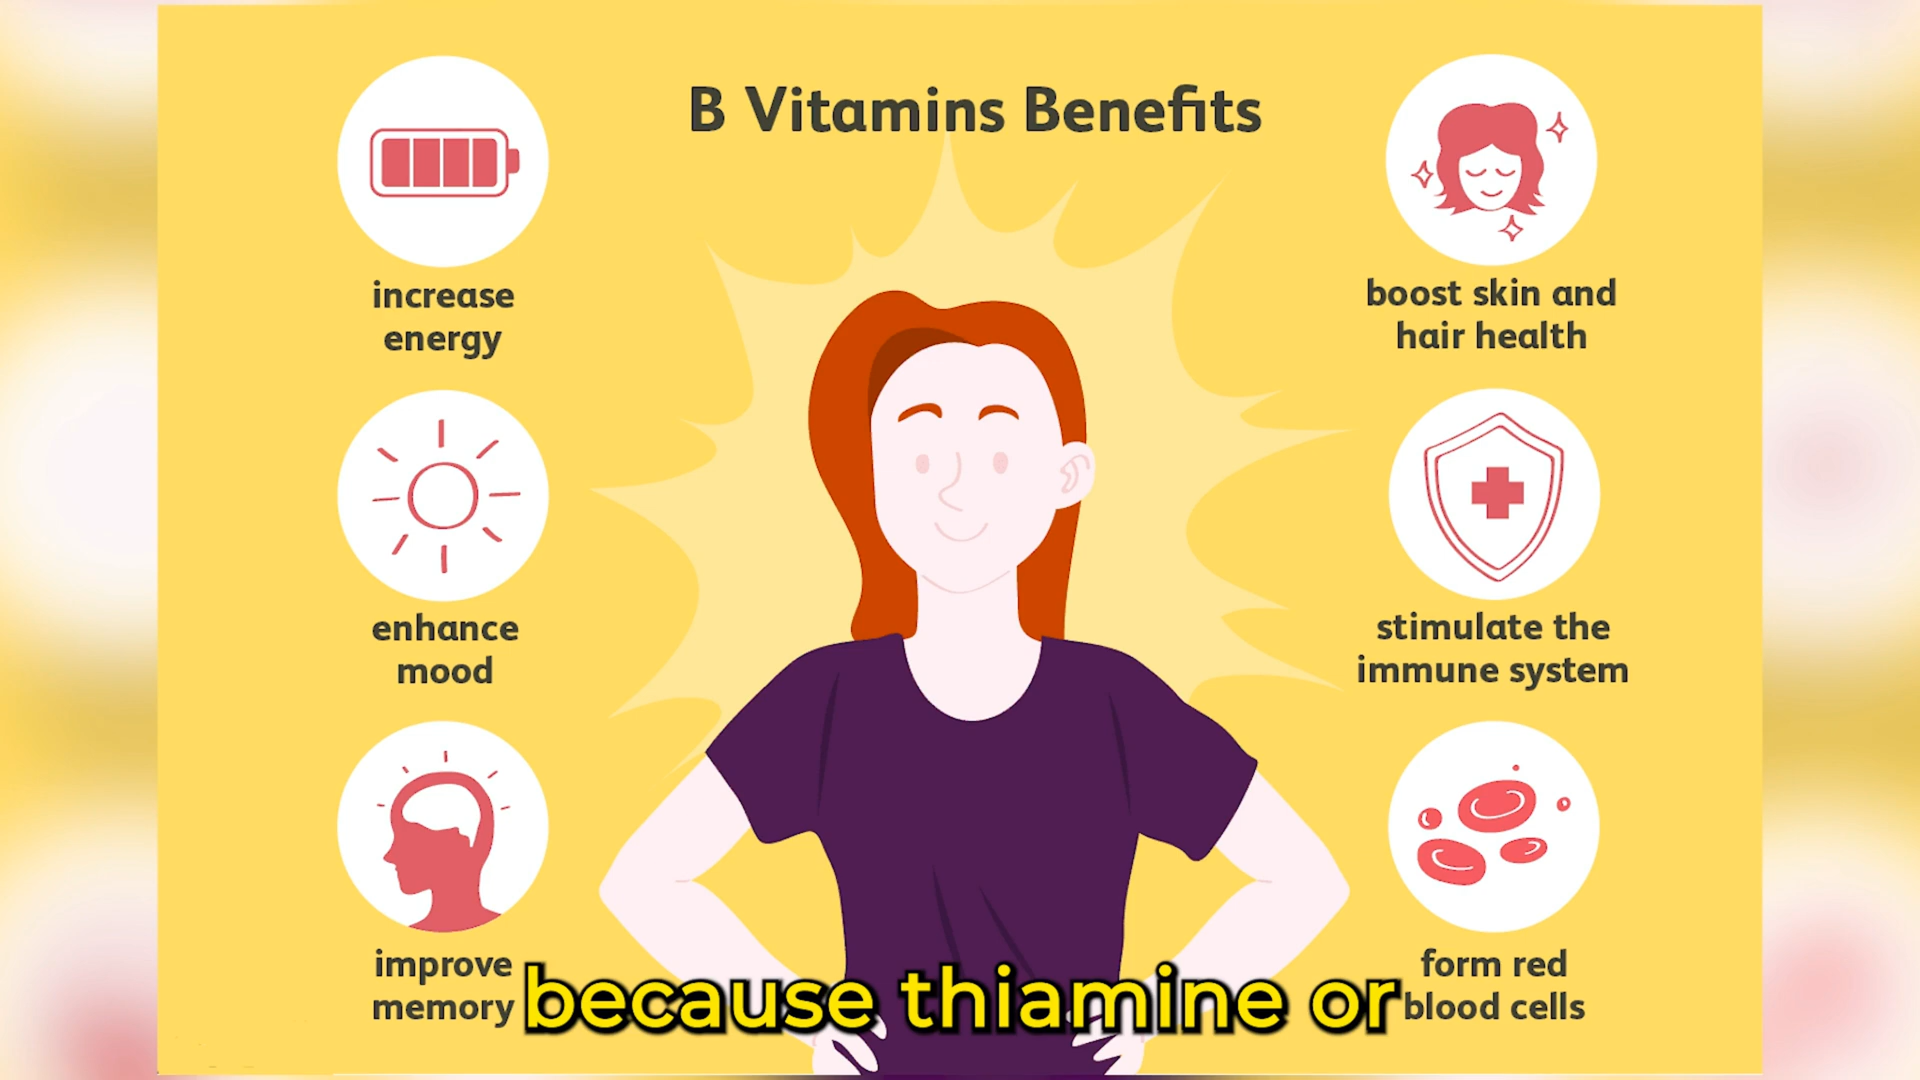 B Vitamins Benefits
increase
energy
enhance
mood
improve
memory
boost skin and
hair health
stimulate the
immune system
form red
blood cells
because thiamine or